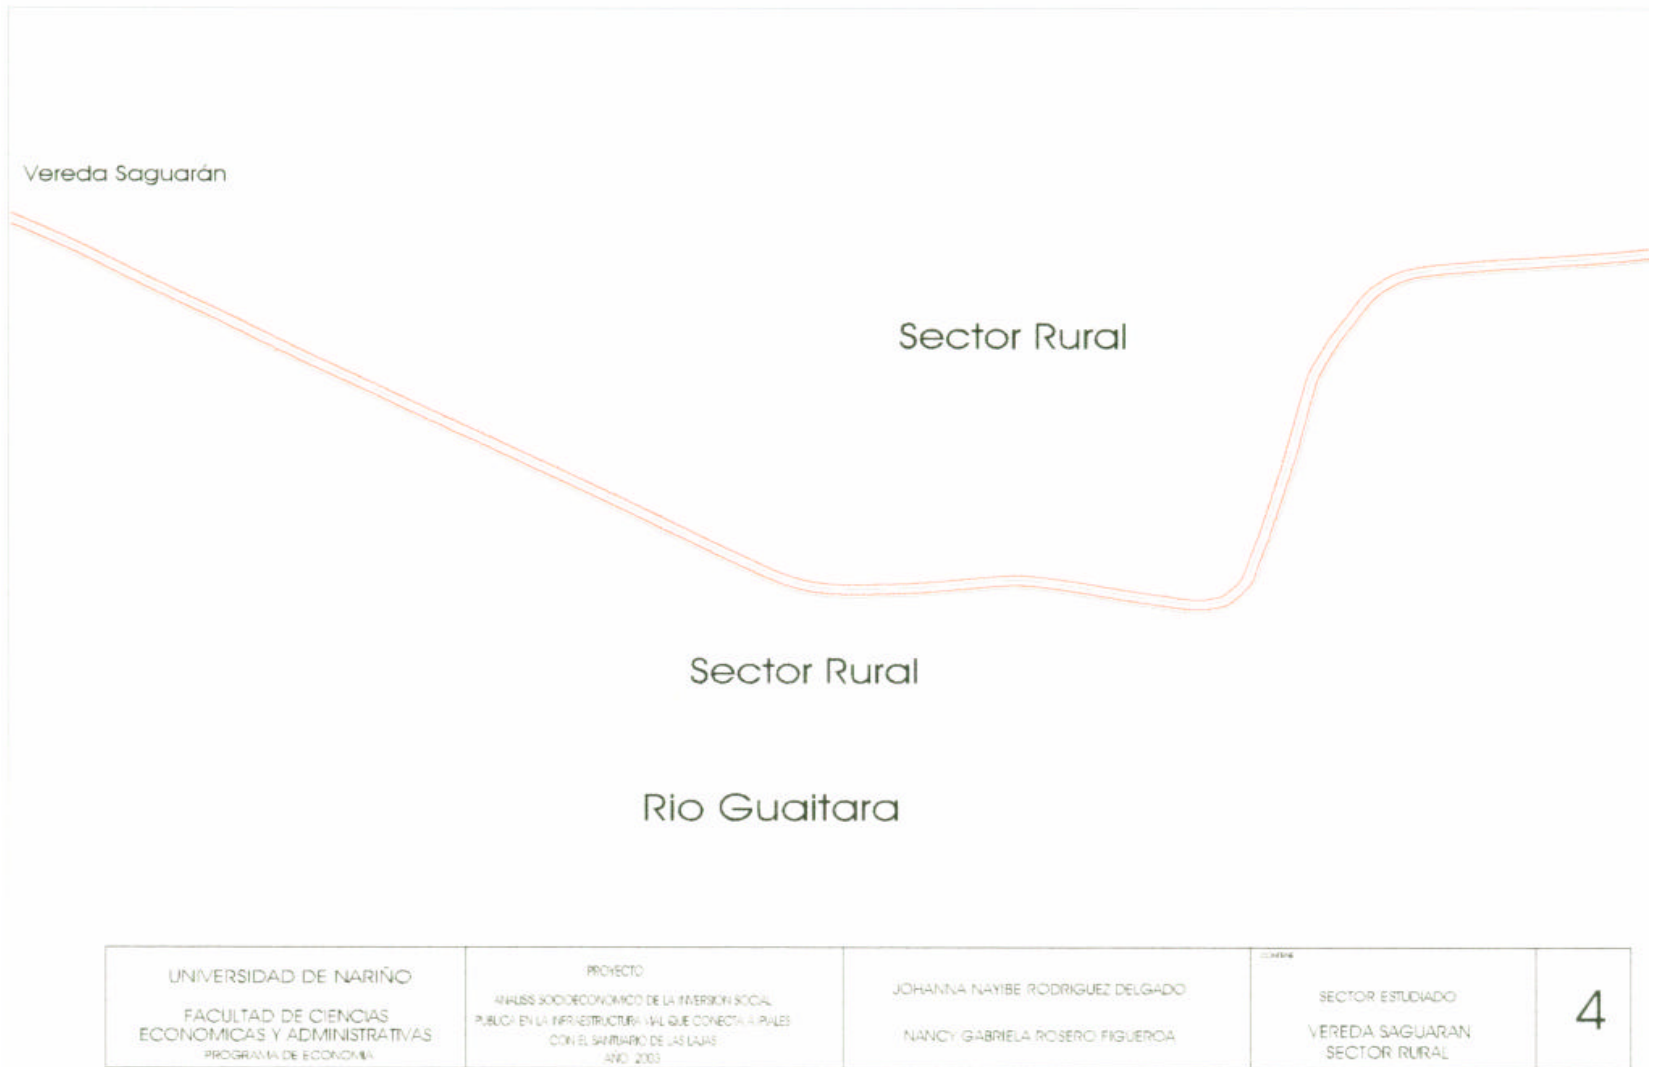 Vereda Saguarán
Sector Rural
Sector Rural
Rio Guaitara
UNIVERSIDAD DE NARIÑO
FACULTAD DE CIENCIAS
ECONOMICAS Y ADMINISTRATIVAS
PROGRAMA DE ECONOMIA
PROYECTO
ANALISIS SOCIOECONOMICO DE LA INVERSION SOCIAL
PUBLICA EN LA INFRAESTRUCTURA VIAL QUE CONECTA A IPIALES
CON EL SANTUARIO DE LAS LAJAS
AÑO 2003
JOHANNA NAYIBE RODRIGUEZ DELGADO
NANCY GABRIELA ROSERO FIGUEROA
CONTIENE
SECTOR ESTUDIADO
VEREDA SAGUARAN
SECTOR RURAL
4